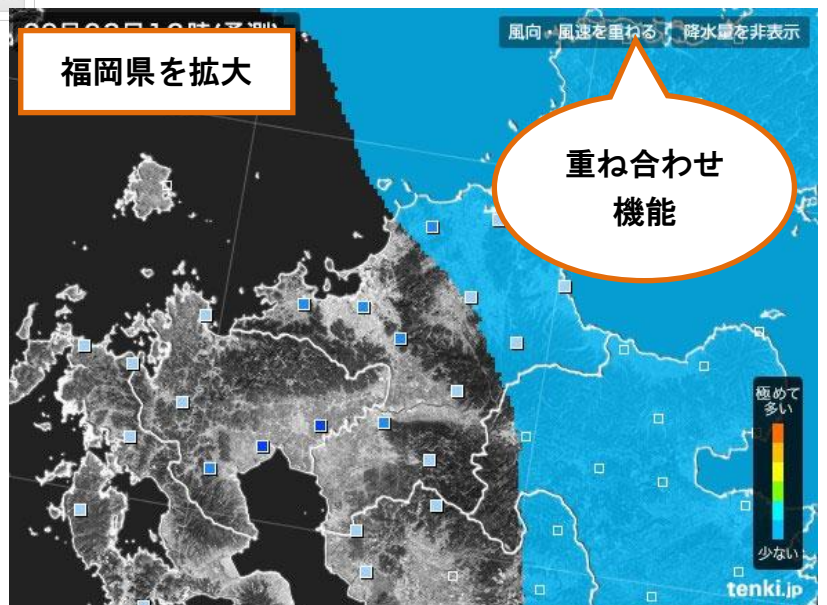 福岡県を拡大
風向・風速を重ねる
降水量を非表示
重ね合わせ
機能
極めて
多い
少ない
tenki.jp